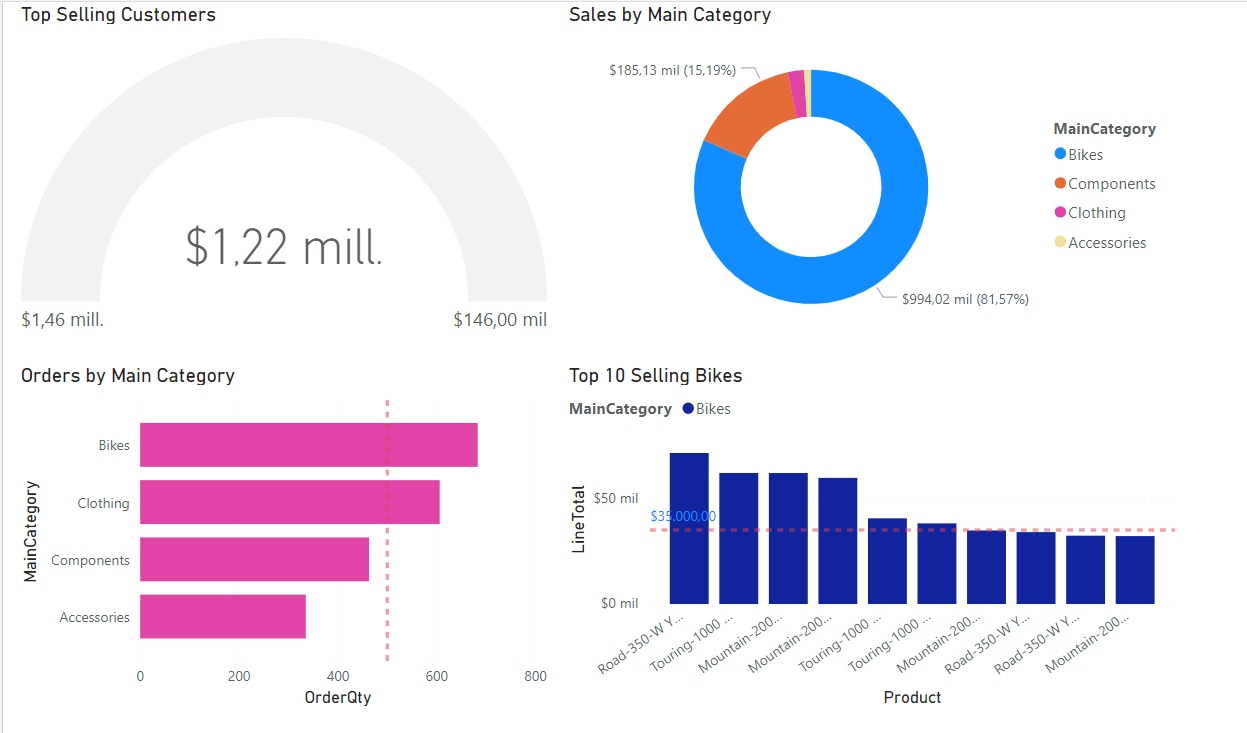 Top Selling Customers
$1,22 mill.
$1,46 mill.
$146,00 mil
Sales by Main Category
$185,13 mil (15,19%)
$994,02 mil (81,57%)
MainCategory
Bikes
Components
Clothing
Accessories
Orders by Main Category
MainCategory
Bikes
Clothing
Components
Accessories
0 200 400 600 800
OrderQty
Top 10 Selling Bikes
MainCategory Bikes
LineTotal
$50 mil
$35.000,00
$0 mil
Road-350-W Y...
Touring-1000 ...
Mountain-200...
Mountain-200...
Touring-1000 ...
Touring-1000 ...
Mountain-200...
Road-350-W Y...
Road-350-W Y...
Mountain-200...
Product